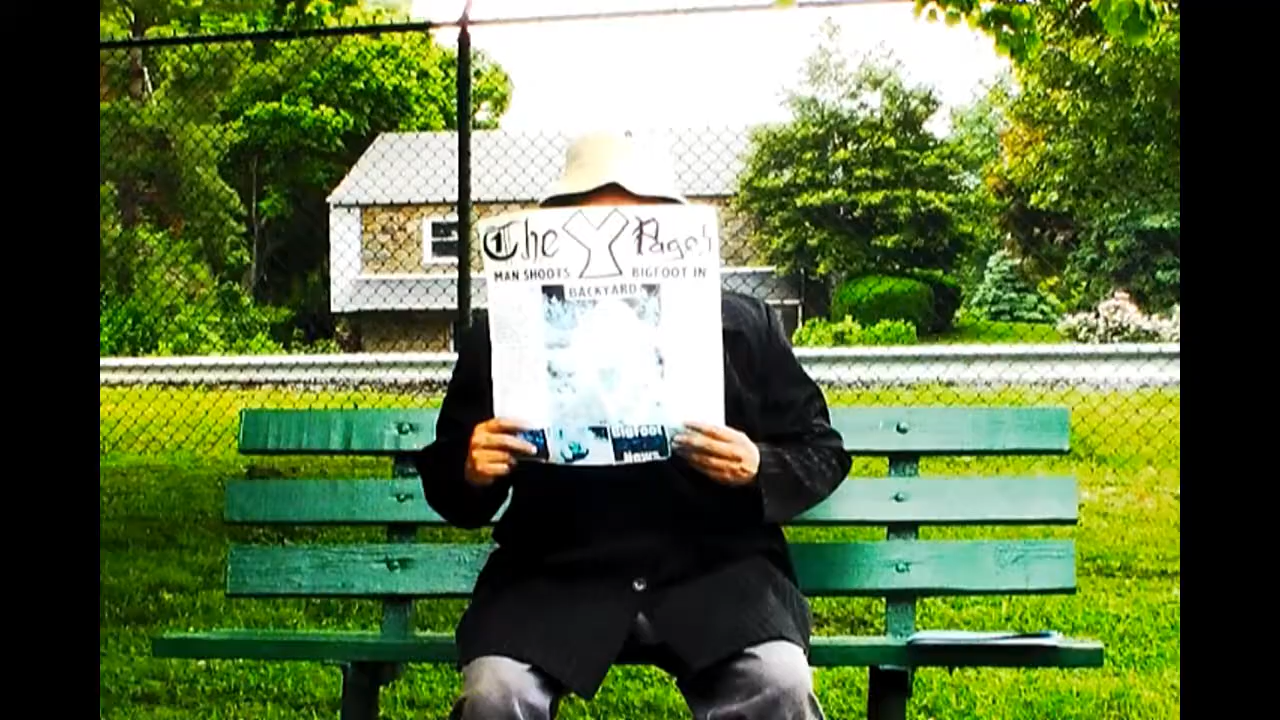 The Y Pages
MAN SHOOTS BIGFOOT IN
BACKYARD
Bigfoot
News